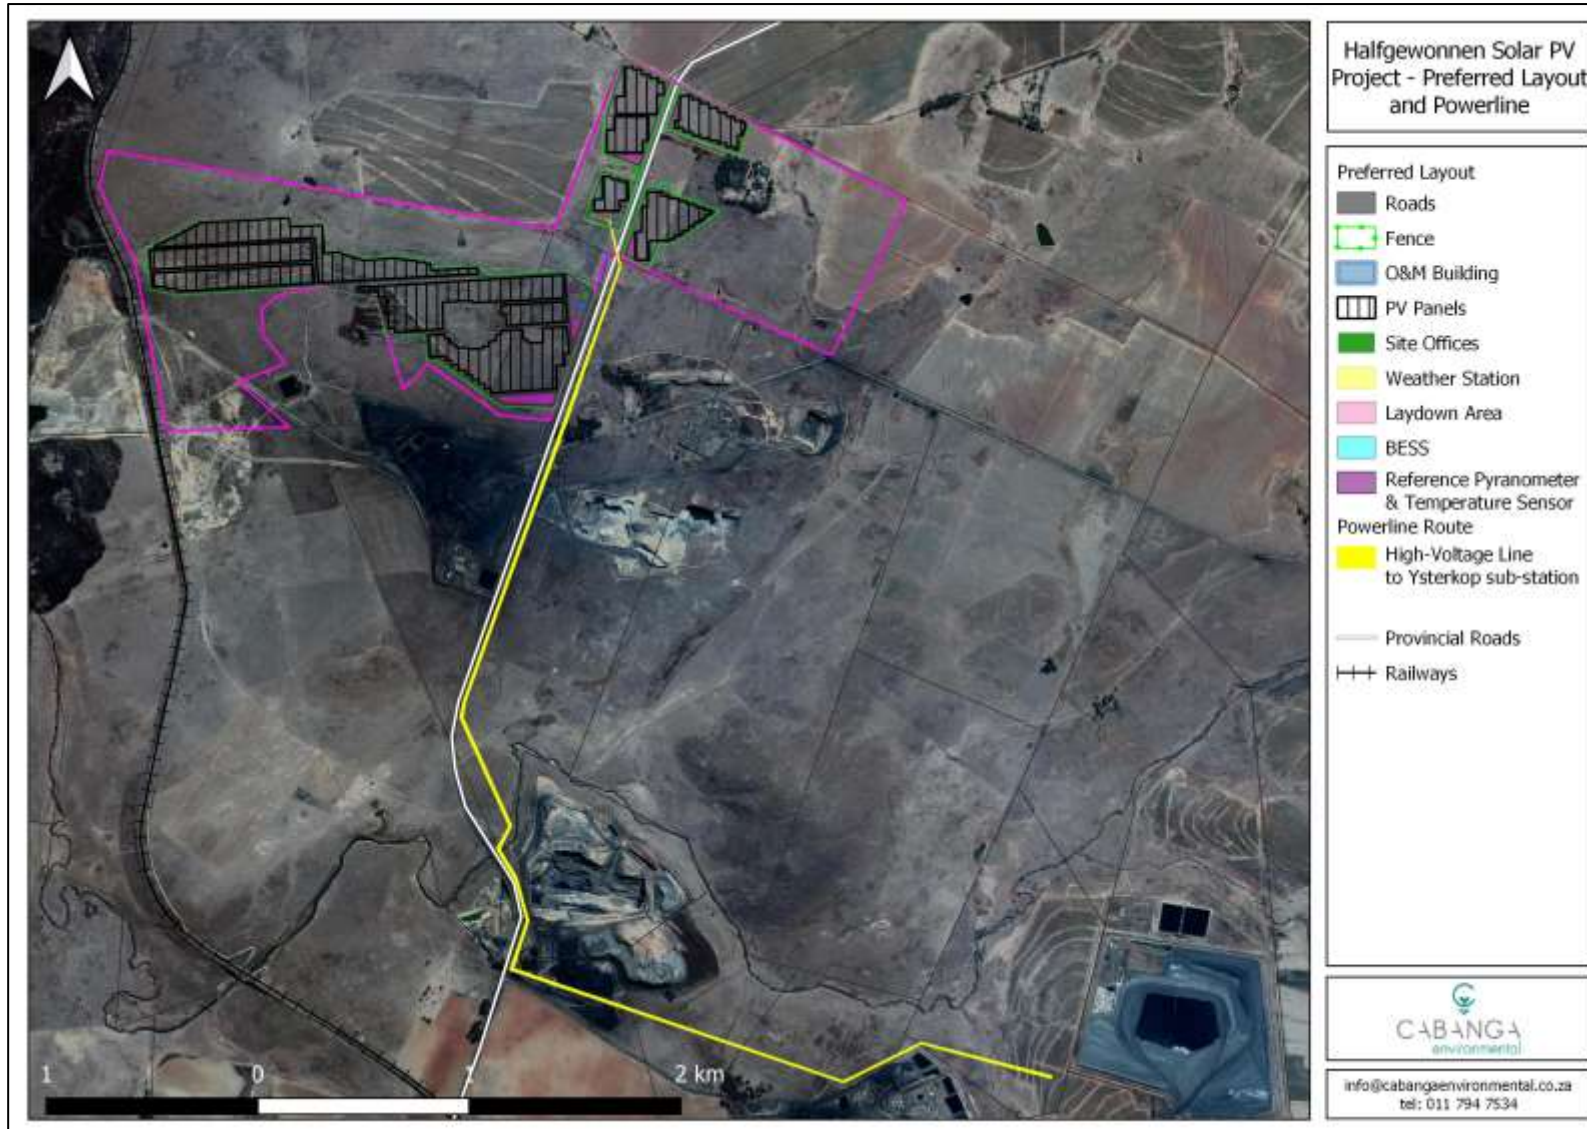 Halfgewonnen Solar PV
Project - Preferred Layout
and Powerline
Preferred Layout
Roads
Fence
O&M Building
PV Panels
Site Offices
Weather Station
Laydown Area
BESS
Reference Pyranometer
& Temperature Sensor
Powerline Route
High-Voltage Line
to Ysterkop sub-station
Provincial Roads
Railways
1 0 1 2 km
CABANGA
environmental
info@cabangaenvironmental.co.za
tel: 011 794 7534